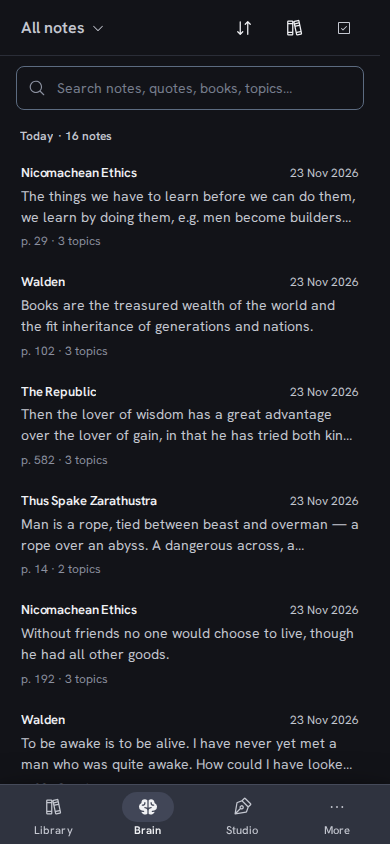 All notes
Search notes, quotes, books, topics...
Today · 16 notes
Nicomachean Ethics 23 Nov 2026
The things we have to learn before we can do them,
we learn by doing them, e.g. men become builders...
p. 29 · 3 topics
Walden 23 Nov 2026
Books are the treasured wealth of the world and
the fit inheritance of generations and nations.
p. 102 · 3 topics
The Republic 23 Nov 2026
Then the lover of wisdom has a great advantage
over the lover of gain, in that he has tried both kin...
p. 582 · 3 topics
Thus Spake Zarathustra 23 Nov 2026
Man is a rope, tied between beast and overman — a
rope over an abyss. A dangerous across, a...
p. 14 · 2 topics
Nicomachean Ethics 23 Nov 2026
Without friends no one would choose to live, though
he had all other goods.
p. 192 · 3 topics
Walden 23 Nov 2026
To be awake is to be alive. I have never yet met a
man who was quite awake. How could I have looke...
Library Brain Studio More